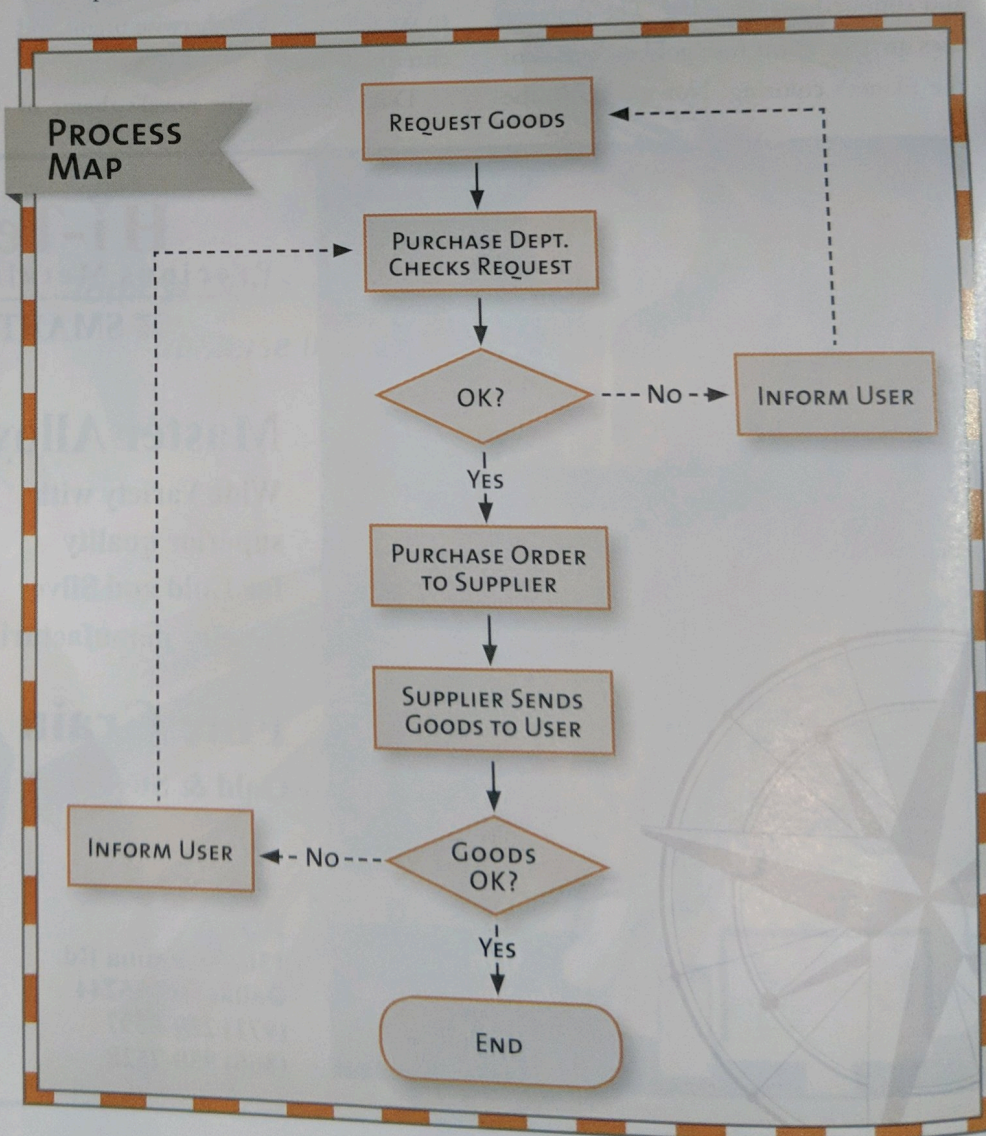 PROCESS
MAP
REQUEST GOODS
PURCHASE DEPT.
CHECKS REQUEST
OK?
NO
INFORM USER
YES
PURCHASE ORDER
TO SUPPLIER
SUPPLIER SENDS
GOODS TO USER
GOODS
OK?
NO
INFORM USER
YES
END